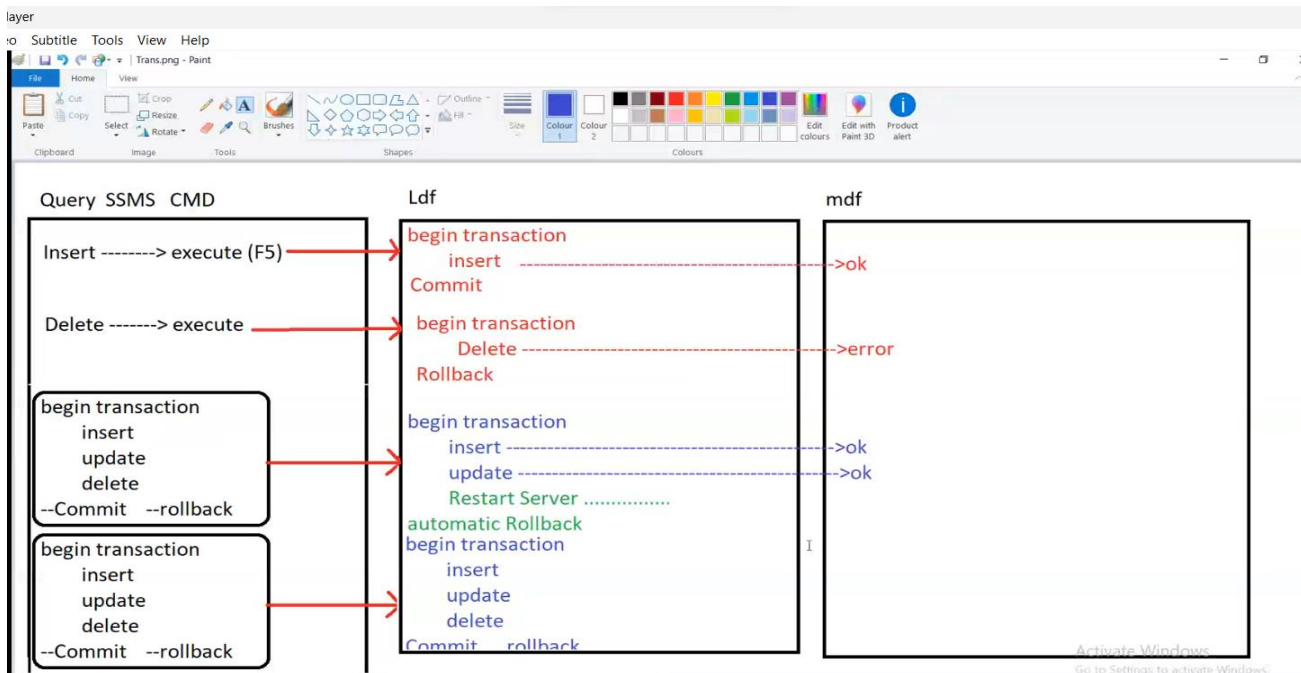 layer
eo Subtitle Tools View Help
Trans.png - Paint
File Home View
Paste
Cut
Copy
Clipboard
Select
Crop
Resize
Rotate
Image
Tools
Brushes
Outline
Fill
Shapes
Size
Colour 1
Colour 2
Edit colours
Colours
Edit with Paint 3D
Product alert
Query SSMS CMD
Insert --------> execute (F5)
Delete -------> execute
begin transaction
insert
update
delete
--Commit --rollback
begin transaction
insert
update
delete
--Commit --rollback
Ldf
begin transaction
insert ------------------------------------------------>ok
Commit
begin transaction
Delete ------------------------------------------------>error
Rollback
begin transaction
insert ------------------------------------------------>ok
update ------------------------------------------------>ok
Restart Server ................
automatic Rollback
begin transaction
insert
update
delete
Commit rollback
mdf
Activate Windows
Go to Settings to activate Windows.